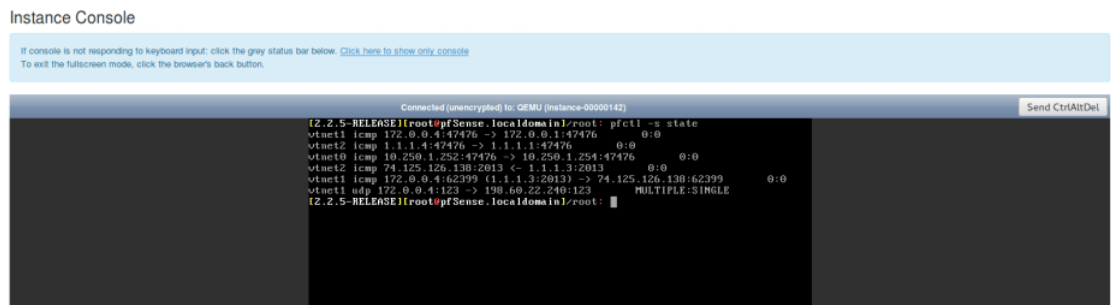 Instance Console
If console is not responding to keyboard input: click the grey status bar below. Click here to show only console
To exit the fullscreen mode, click the browser's back button.
Connected (unencrypted) to: QEMU (instance-00000142)
Send CtrlAltDel
[2.2.5-RELEASE][root@pfSense.localdomain]/root: pfctl -s state
vtnet1 icmp 172.0.0.4:47476 -> 172.0.0.1:47476 0:0
vtnet2 icmp 1.1.1.4:47476 -> 1.1.1.1:47476 0:0
vtnet0 icmp 10.250.1.252:47476 -> 10.250.1.254:47476 0:0
vtnet2 icmp 74.125.126.138:2013 <- 1.1.1.3:2013 0:0
vtnet1 icmp 172.0.0.4:62399 (1.1.1.3:2013) -> 74.125.126.138:62399 0:0
vtnet1 udp 172.0.0.4:123 -> 198.60.22.240:123 MULTIPLE:SINGLE
[2.2.5-RELEASE][root@pfSense.localdomain]/root: